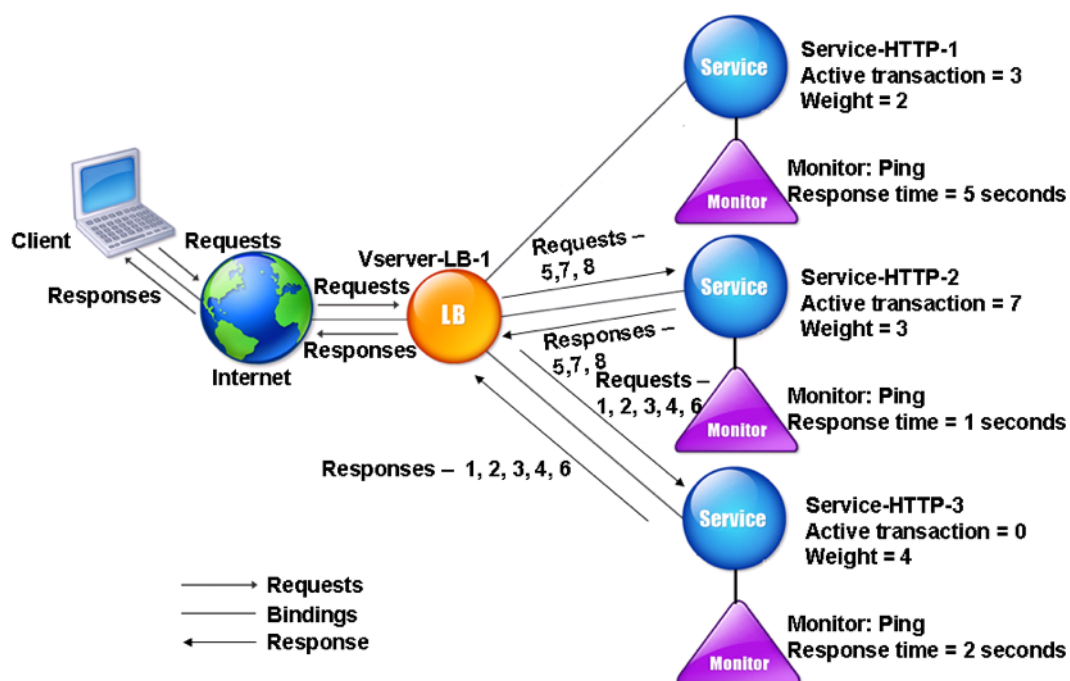 Service
Service-HTTP-1
Active transaction = 3
Weight = 2
Monitor
Monitor: Ping
Response time = 5 seconds
Client
Requests
Responses
Internet
Requests
Responses
Vserver-LB-1
LB
Requests –
5,7, 8
Responses –
5,7, 8
Service
Service-HTTP-2
Active transaction = 7
Weight = 3
Monitor
Monitor: Ping
Response time = 1 seconds
Requests –
1, 2, 3, 4, 6
Responses – 1, 2, 3, 4, 6
Service
Service-HTTP-3
Active transaction = 0
Weight = 4
Monitor
Monitor: Ping
Response time = 2 seconds
Requests
Bindings
Response